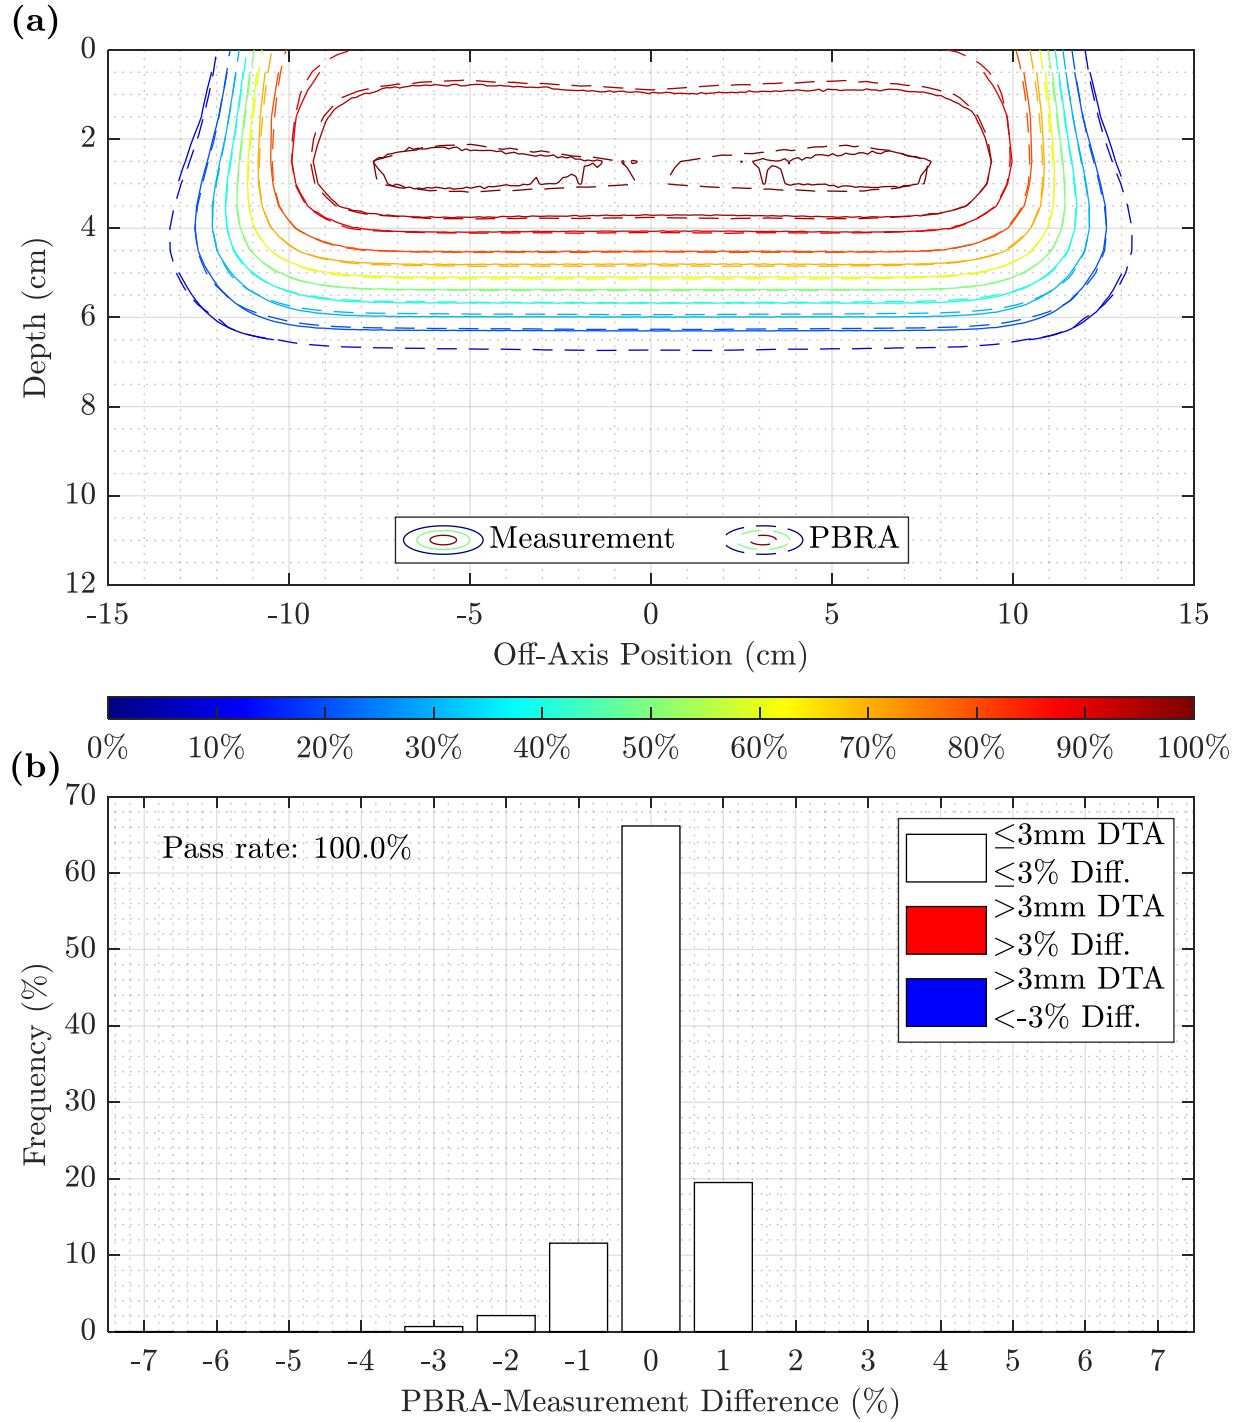 (a)
0
2
4
6
8
10
12
Depth (cm)
Measurement PBRA
-15 -10 -5 0 5 10 15
Off-Axis Position (cm)
0% 10% 20% 30% 40% 50% 60% 70% 80% 90% 100%
(b)
70
60
50
40
30
20
10
0
Frequency (%)
Pass rate: 100.0%
≤3mm DTA
≤3% Diff.
>3mm DTA
>3% Diff.
>3mm DTA
<-3% Diff.
-7 -6 -5 -4 -3 -2 -1 0 1 2 3 4 5 6 7
PBRA-Measurement Difference (%)